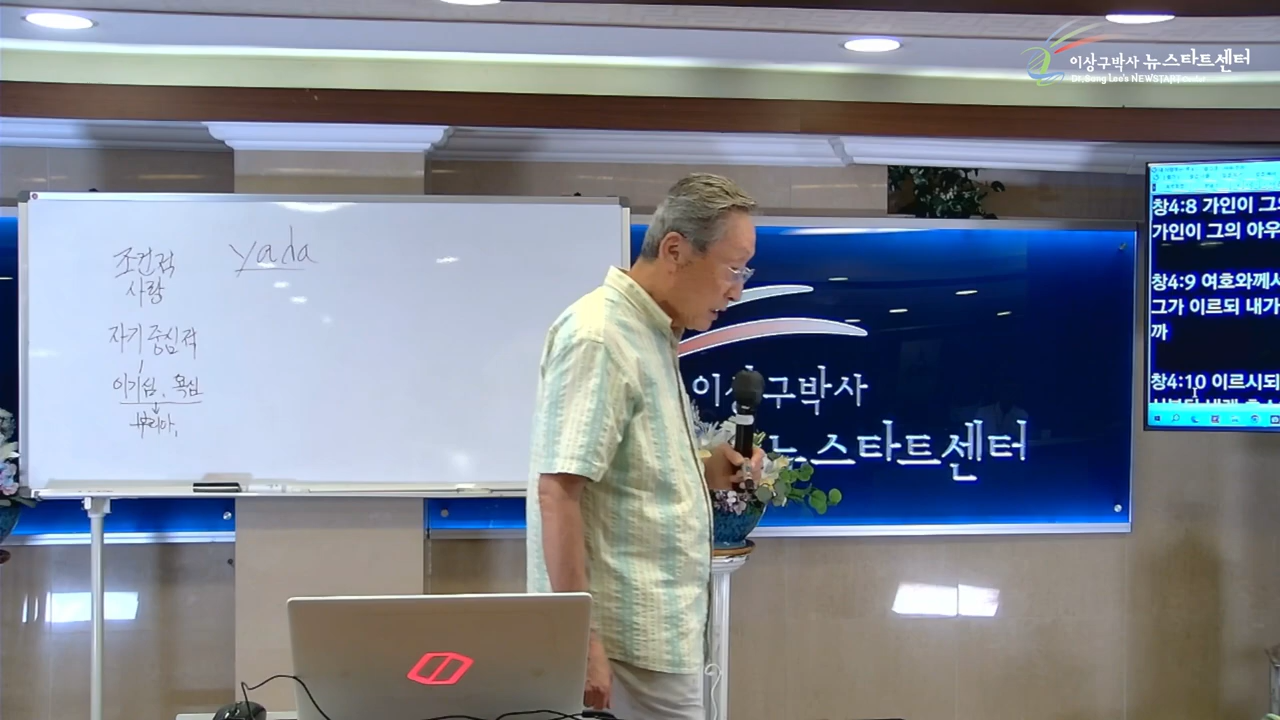 이상구박사 뉴스타트센터
Dr. Sang Lee's NEWSTART Center
조건적
사랑
yada
자기 중심적
이기심, 욕심
이상구박사
뉴스타트센터
창4:8 가인이 그의
가인이 그의 아우
창4:9 여호와께서
그가 이르되 내가
까
창4:10 이르시되